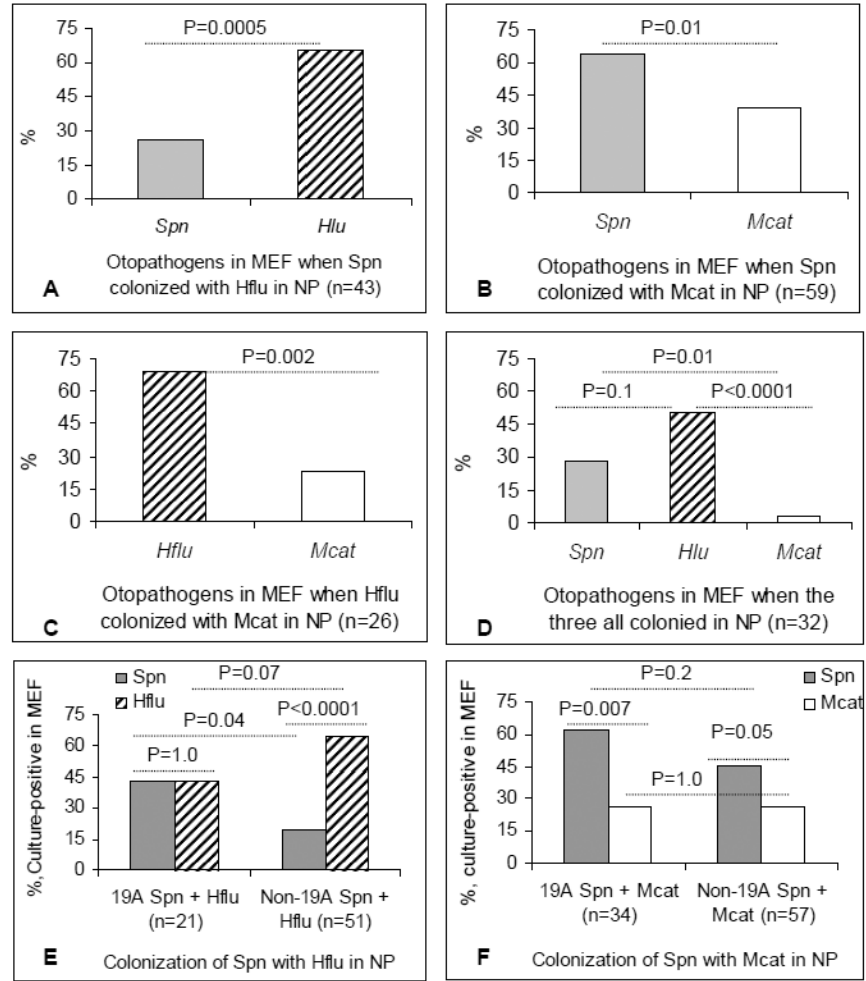 75
60
45
30
15
0
%
P=0.0005
Spn
Hlu
Otopathogens in MEF when Spn
colonized with Hflu in NP (n=43)
A
75
60
45
30
15
0
%
P=0.01
Spn
Mcat
Otopathogens in MEF when Spn
colonized with Mcat in NP (n=59)
B
75
60
45
30
15
0
%
P=0.002
Hflu
Mcat
Otopathogens in MEF when Hflu
colonized with Mcat in NP (n=26)
C
75
60
45
30
15
0
%
P=0.01
P=0.1
P<0.0001
Spn
Hlu
Mcat
Otopathogens in MEF when the
three all colonied in NP (n=32)
D
%, Culture-positive in MEF
75
60
45
30
15
0
Spn
Hflu
P=0.07
P=0.04
P<0.0001
P=1.0
19A Spn + Hflu
(n=21)
Non-19A Spn +
Hflu (n=51)
E
Colonization of Spn with Hflu in NP
%, culture-positive in MEF
75
60
45
30
15
0
Spn
Mcat
P=0.2
P=0.007
P=0.05
P=1.0
19A Spn + Mcat
(n=34)
Non-19A Spn +
Mcat (n=57)
F
Colonization of Spn with Mcat in NP